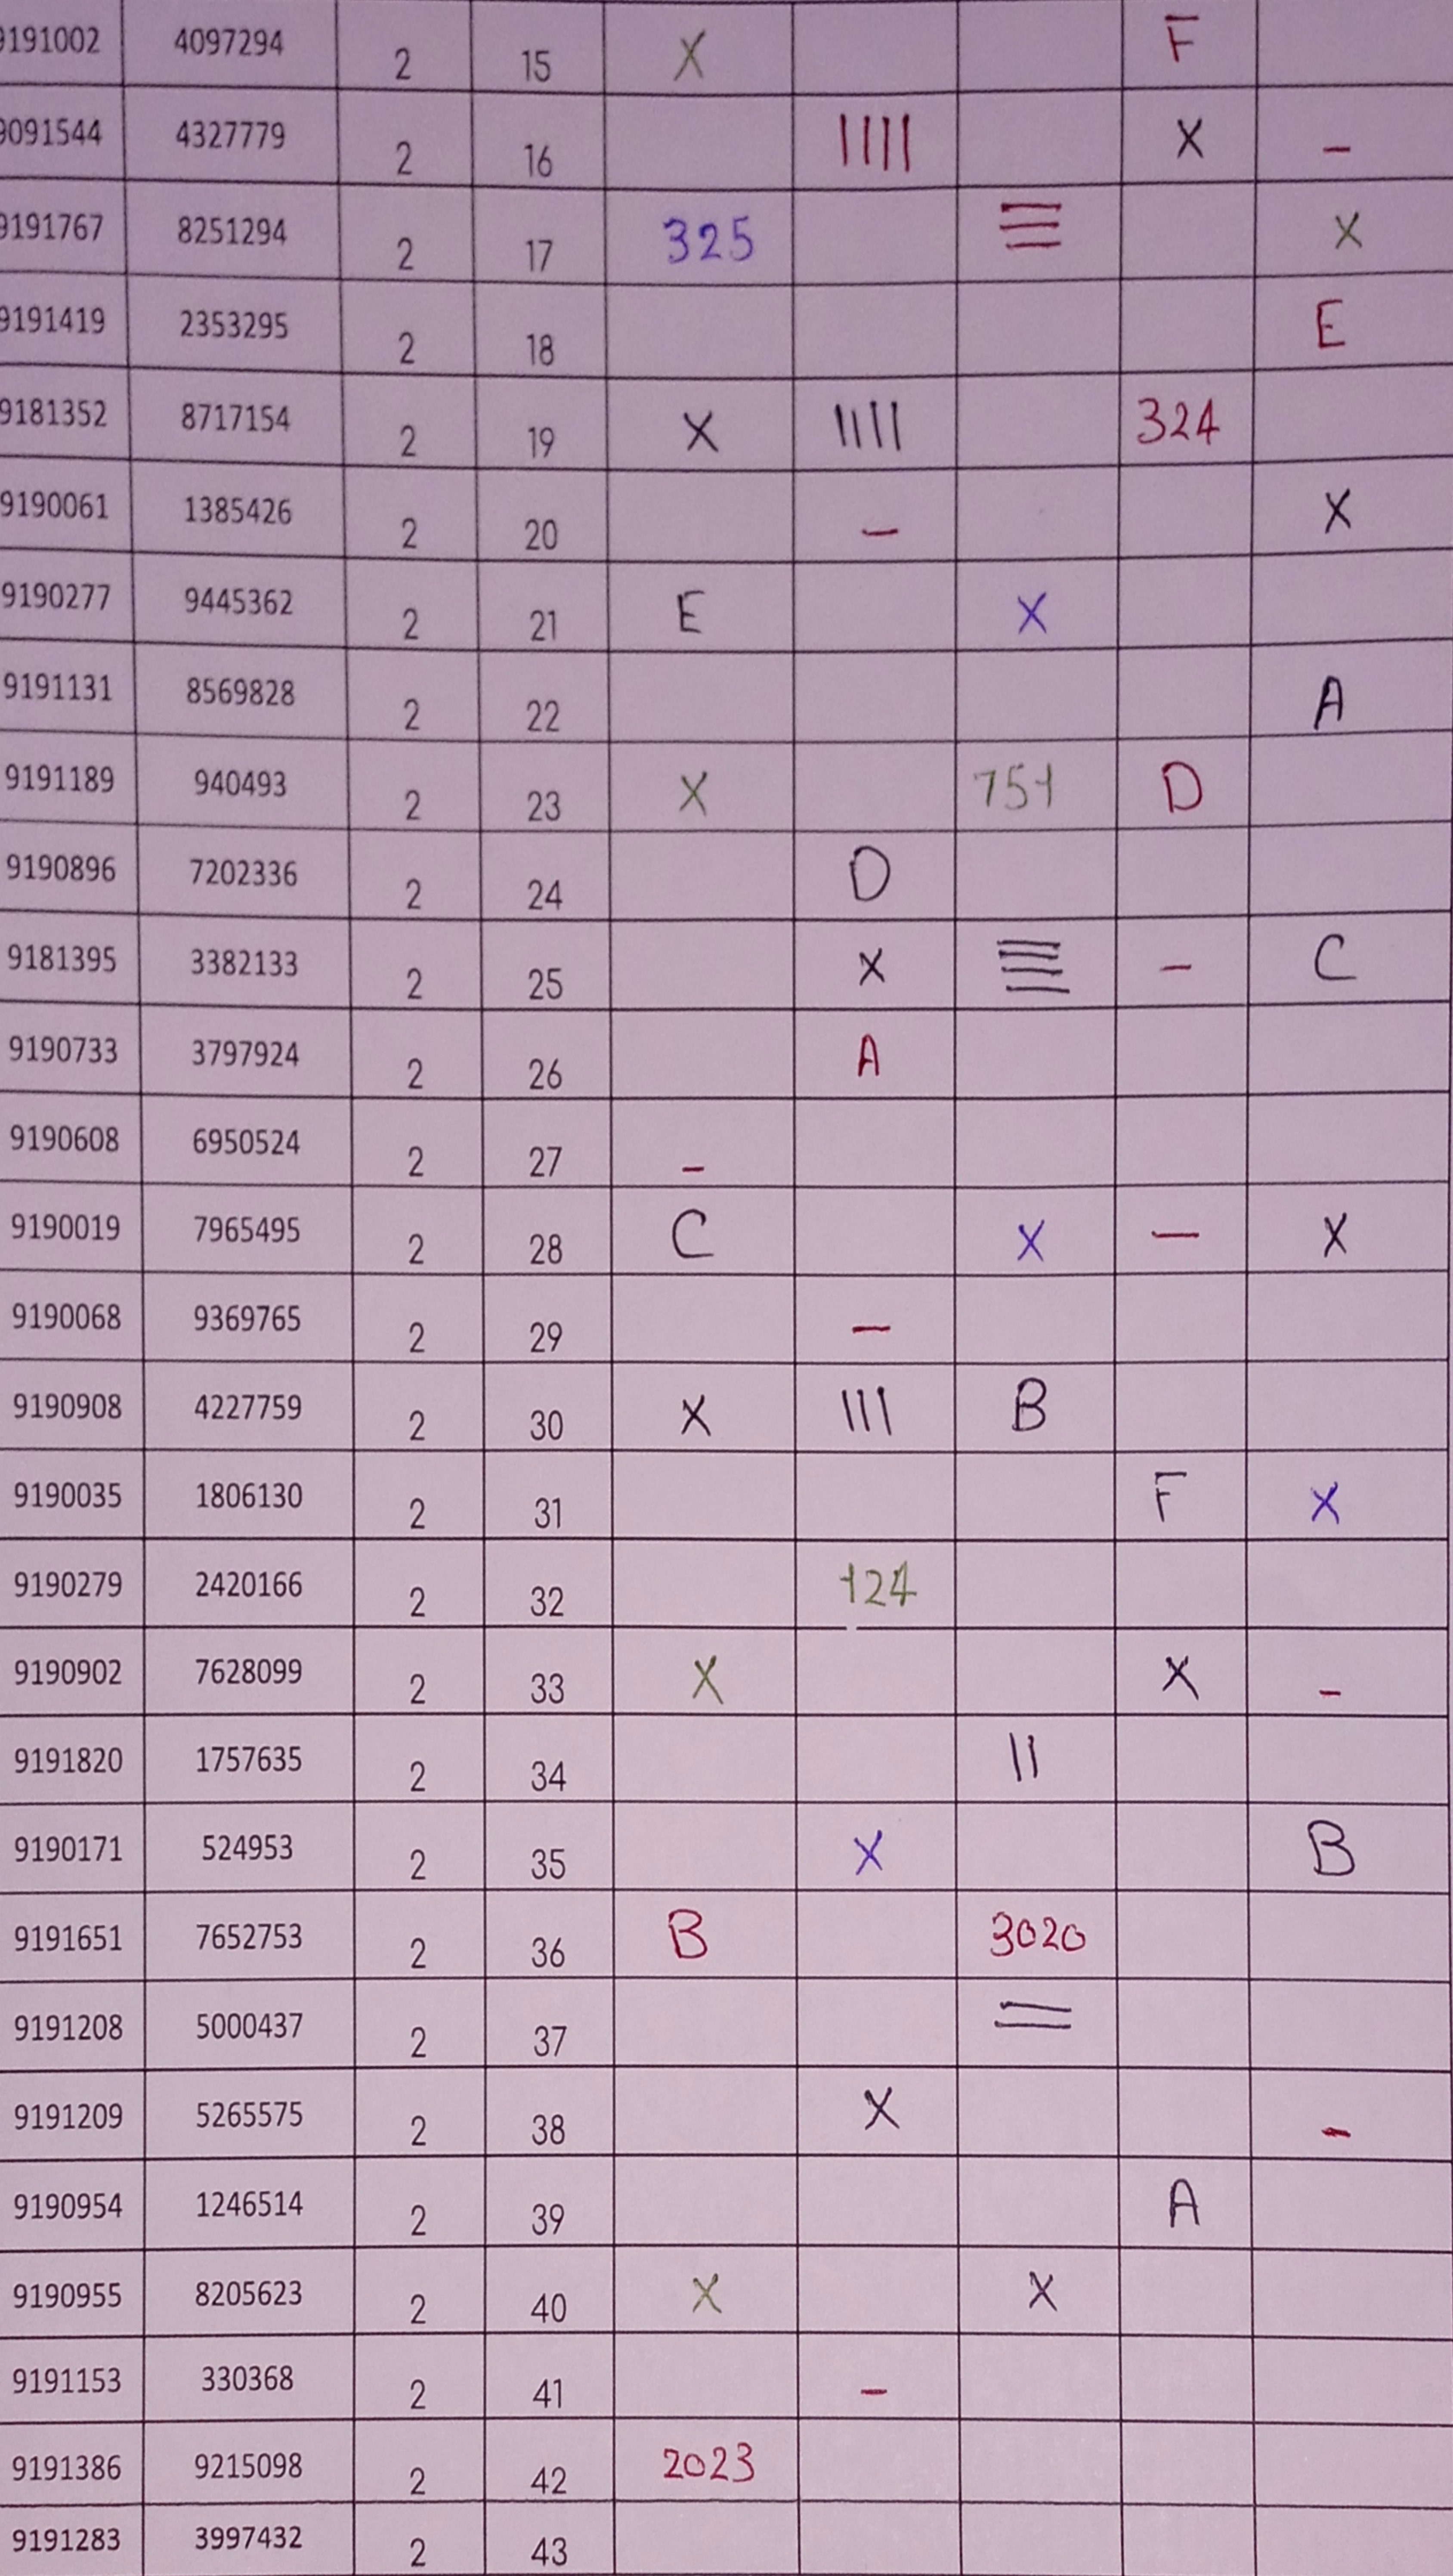 9191002 4097294 2 15 X F
9091544 4327779 2 16 |||| X –
9191767 8251294 2 17 325 ☰ X
9191419 2353295 2 18 E
9181352 8717154 2 19 X |||| 324
9190061 1385426 2 20 – X
9190277 9445362 2 21 E X
9191131 8569828 2 22 A
9191189 940493 2 23 X 751 D
9190896 7202336 2 24 D
9181395 3382133 2 25 X – C
9190733 3797924 2 26 A
9190608 6950524 2 27 –
9190019 7965495 2 28 C X – X
9190068 9369765 2 29 –
9190908 4227759 2 30 X ||| B
9190035 1806130 2 31 F X
9190279 2420166 2 32 124
9190902 7628099 2 33 X X –
9191820 1757635 2 34 ||
9190171 524953 2 35 X B
9191651 7652753 2 36 B 3020
9191208 5000437 2 37 =
9191209 5265575 2 38 X –
9190954 1246514 2 39 A
9190955 8205623 2 40 X X
9191153 330368 2 41 –
9191386 9215098 2 42 2023
9191283 3997432 2 43